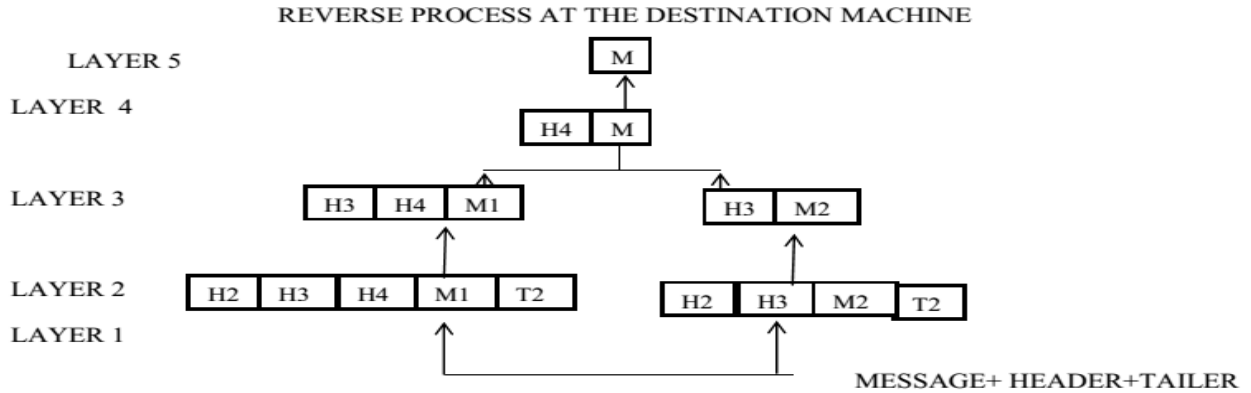 REVERSE PROCESS AT THE DESTINATION MACHINE
LAYER 5
M
LAYER 4
H4 M
LAYER 3
H3 H4 M1 H3 M2
LAYER 2
H2 H3 H4 M1 T2 H2 H3 M2 T2
LAYER 1
MESSAGE+ HEADER+TAILER